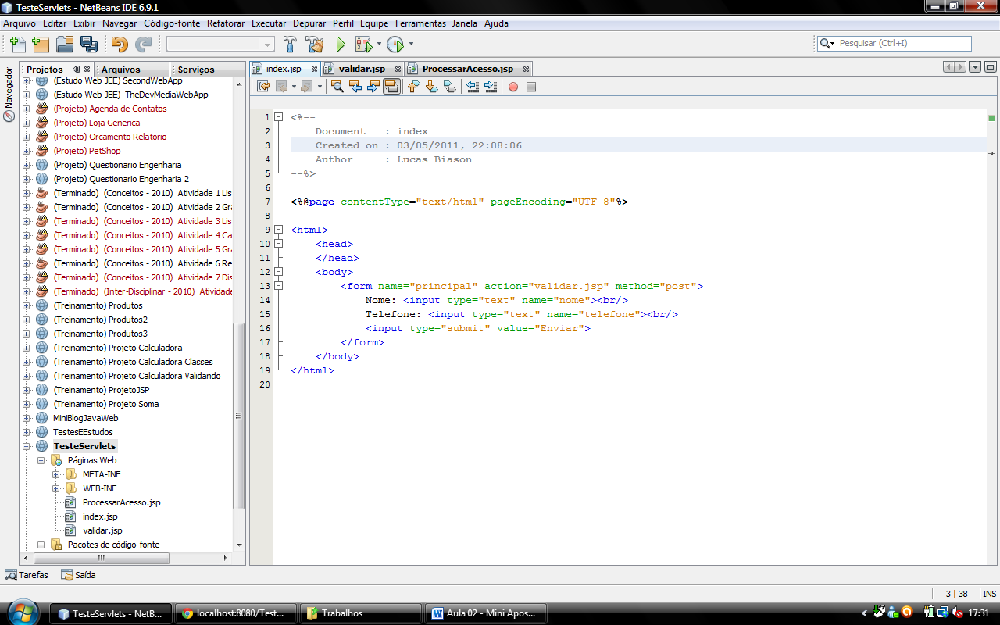 TesteServlets - NetBeans IDE 6.9.1
Arquivo Editar Exibir Navegar Código-fonte Refatorar Executar Depurar Perfil Equipe Ferramentas Janela Ajuda
Pesquisar (Ctrl+I)
Navegador
Projetos Arquivos Serviços
(Estudo Web JEE) SecondWebApp
(Estudo Web JEE) TheDevMediaWebApp
(Projeto) Agenda de Contatos
(Projeto) Loja Generica
(Projeto) Orcamento Relatorio
(Projeto) PetShop
(Projeto) Questionario Engenharia
(Projeto) Questionario Engenharia 2
(Terminado) (Conceitos - 2010) Atividade 1 Lis
(Terminado) (Conceitos - 2010) Atividade 2 Gra
(Terminado) (Conceitos - 2010) Atividade 3 Lis
(Terminado) (Conceitos - 2010) Atividade 4 Ca
(Terminado) (Conceitos - 2010) Atividade 5 Gra
(Terminado) (Conceitos - 2010) Atividade 6 Re
(Terminado) (Conceitos - 2010) Atividade 7 Dis
(Terminado) (Inter-Disciplinar - 2010) Atividade
(Treinamento) Produtos
(Treinamento) Produtos2
(Treinamento) Produtos3
(Treinamento) Projeto Calculadora
(Treinamento) Projeto Calculadora Classes
(Treinamento) Projeto Calculadora Validando
(Treinamento) ProjetoJSP
(Treinamento) Projeto Soma
MiniBlogJavaWeb
TestesEEstudos
TesteServlets
Páginas Web
META-INF
WEB-INF
ProcessarAcesso.jsp
index.jsp
validar.jsp
Pacotes de código-fonte
index.jsp validar.jsp ProcessarAcesso.jsp
1 <%--
2 Document : index
3 Created on : 03/05/2011, 22:08:06
4 Author : Lucas Biason
5 --%>
6
7 <%@page contentType="text/html" pageEncoding="UTF-8"%>
8
9 <html>
10 <head>
11 </head>
12 <body>
13 <form name="principal" action="validar.jsp" method="post">
14 Nome: <input type="text" name="nome"><br/>
15 Telefone: <input type="text" name="telefone"><br/>
16 <input type="submit" value="Enviar">
17 </form>
18 </body>
19 </html>
20
Tarefas Saída
3 | 38 INS
TesteServlets - NetB... localhost:8080/Test... Trabalhos Aula 02 - Mini Apos... 17:31